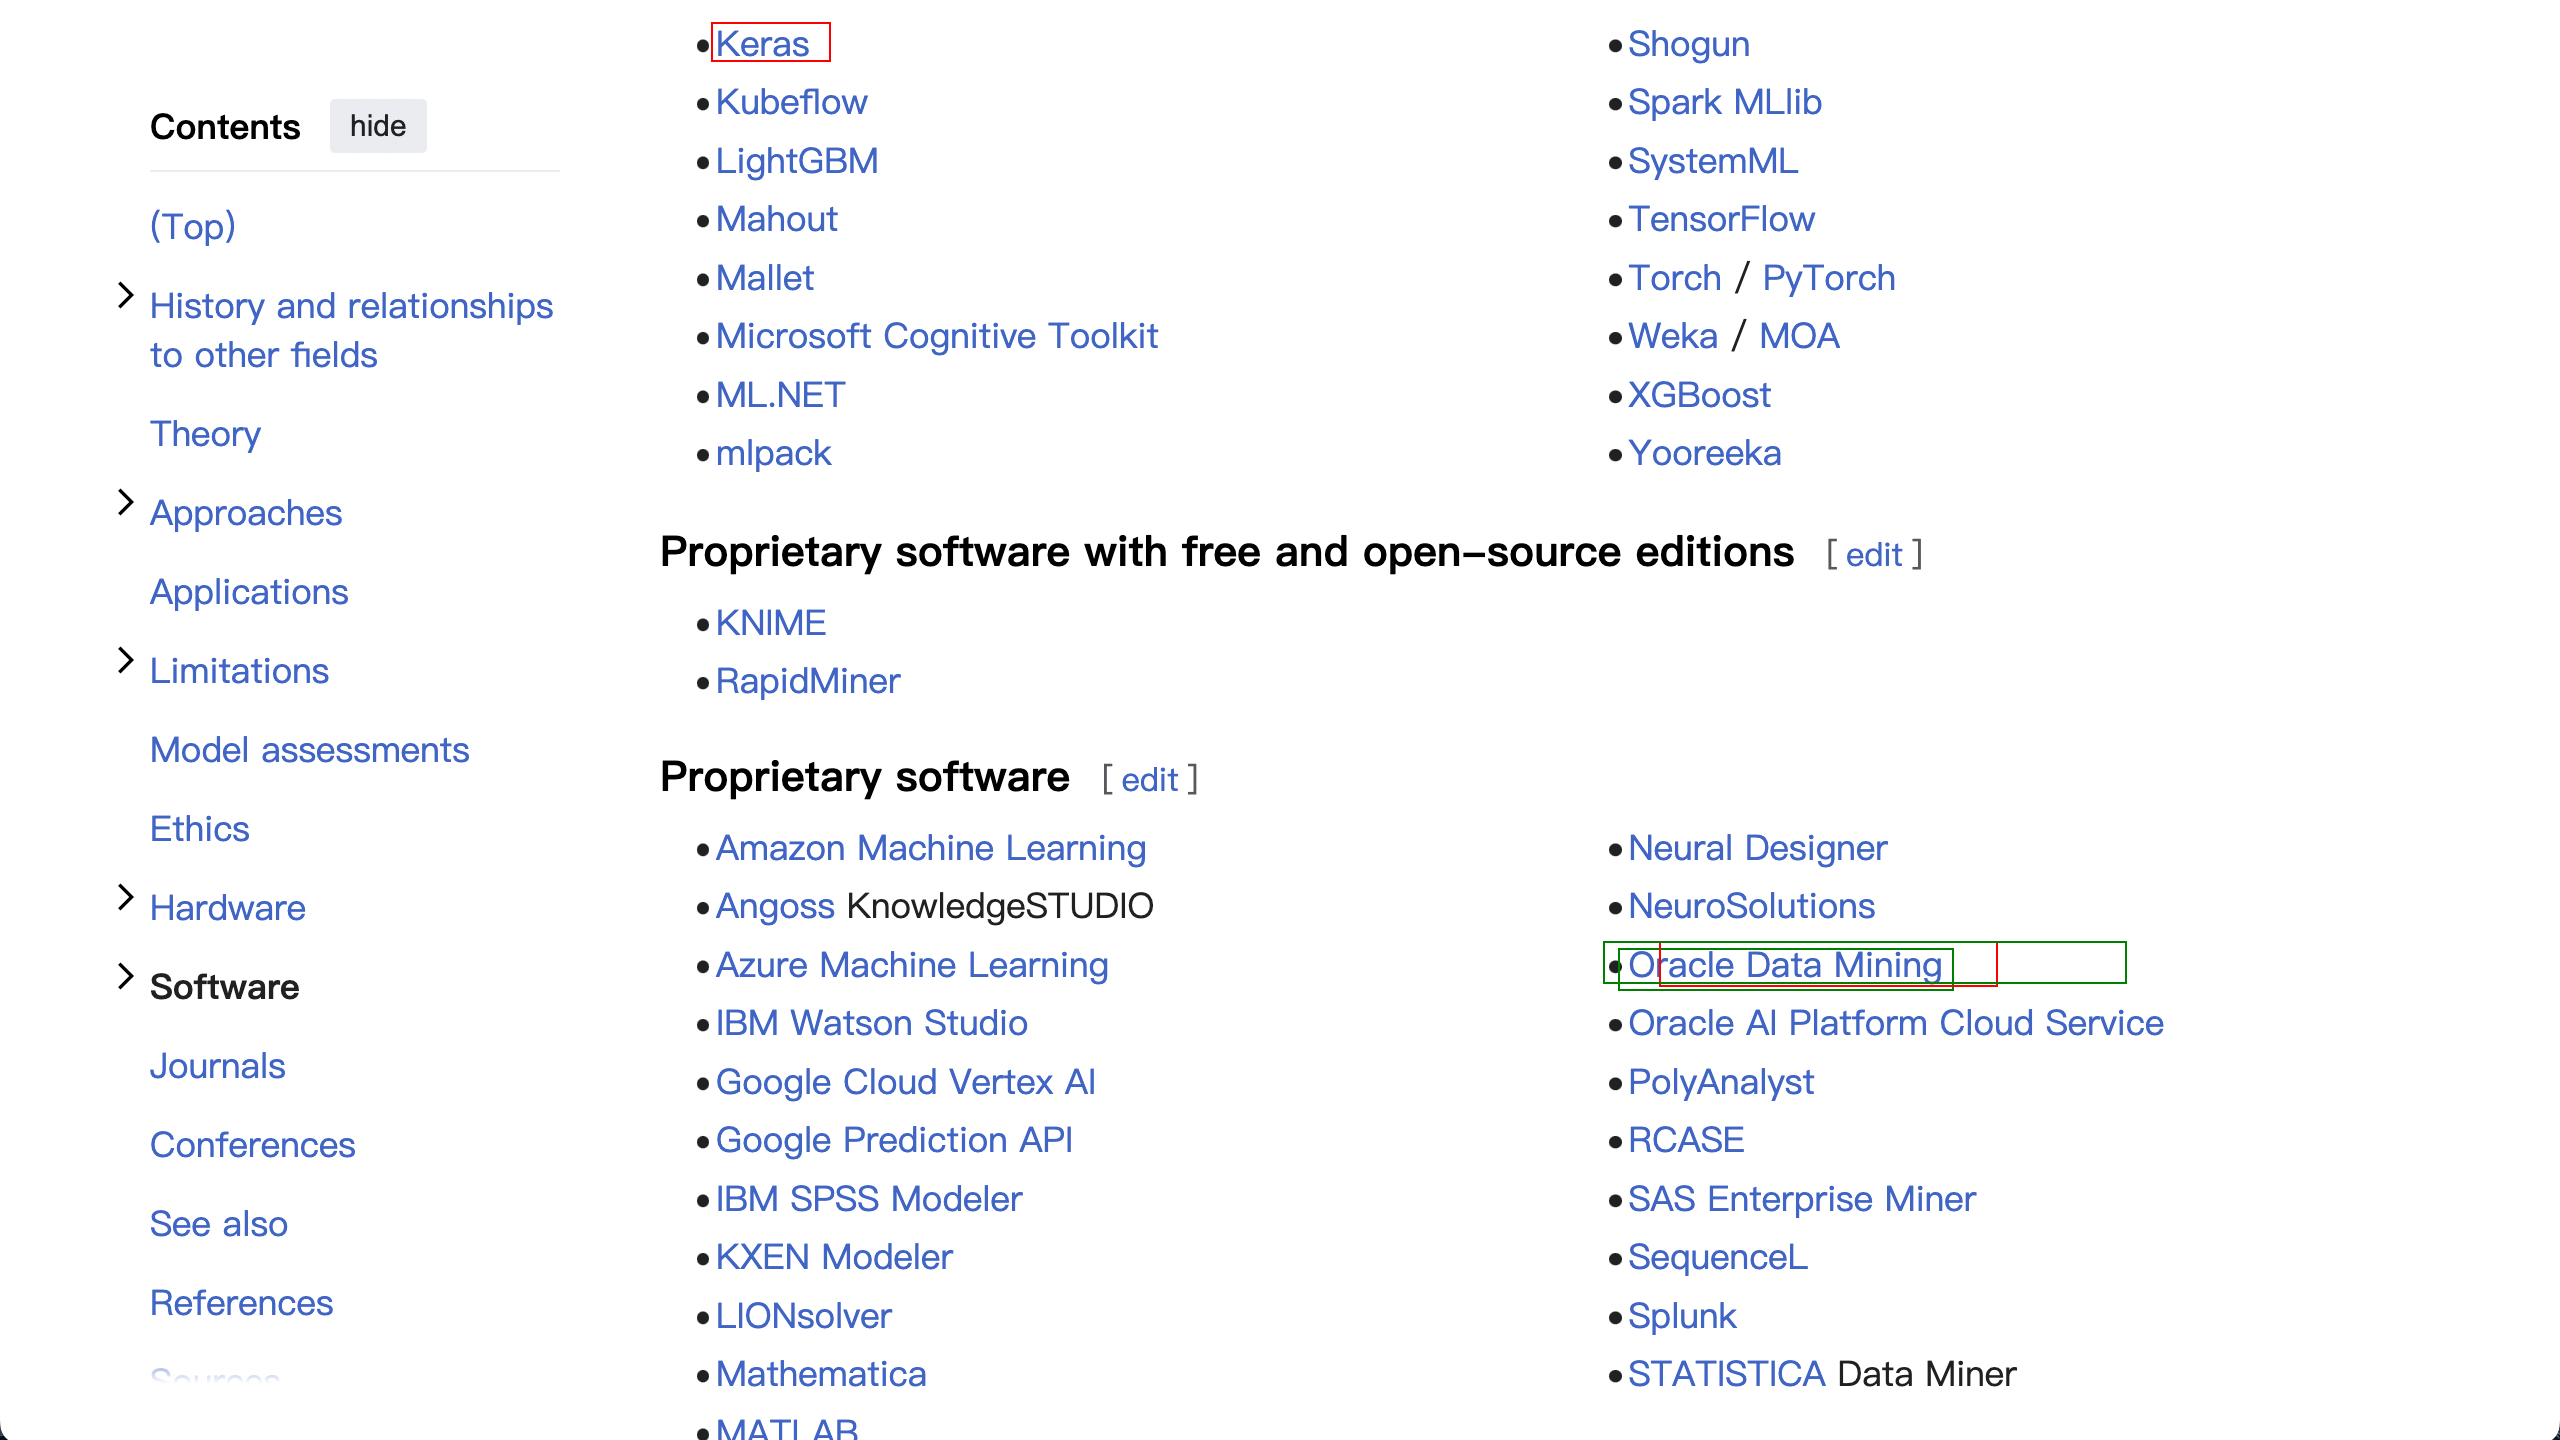 Contents hide
(Top)
History and relationships
to other fields
Theory
Approaches
Applications
Limitations
Model assessments
Ethics
Hardware
Software
Journals
Conferences
See also
References
Sources
Keras
Kubeflow
LightGBM
Mahout
Mallet
Microsoft Cognitive Toolkit
ML.NET
mlpack
Shogun
Spark MLlib
SystemML
TensorFlow
Torch / PyTorch
Weka / MOA
XGBoost
Yooreeka
Proprietary software with free and open-source editions [ edit ]
KNIME
RapidMiner
Proprietary software [ edit ]
Amazon Machine Learning
Angoss KnowledgeSTUDIO
Azure Machine Learning
IBM Watson Studio
Google Cloud Vertex AI
Google Prediction API
IBM SPSS Modeler
KXEN Modeler
LIONsolver
Mathematica
MATLAB
Neural Designer
NeuroSolutions
Oracle Data Mining
Oracle AI Platform Cloud Service
PolyAnalyst
RCASE
SAS Enterprise Miner
SequenceL
Splunk
STATISTICA Data Miner